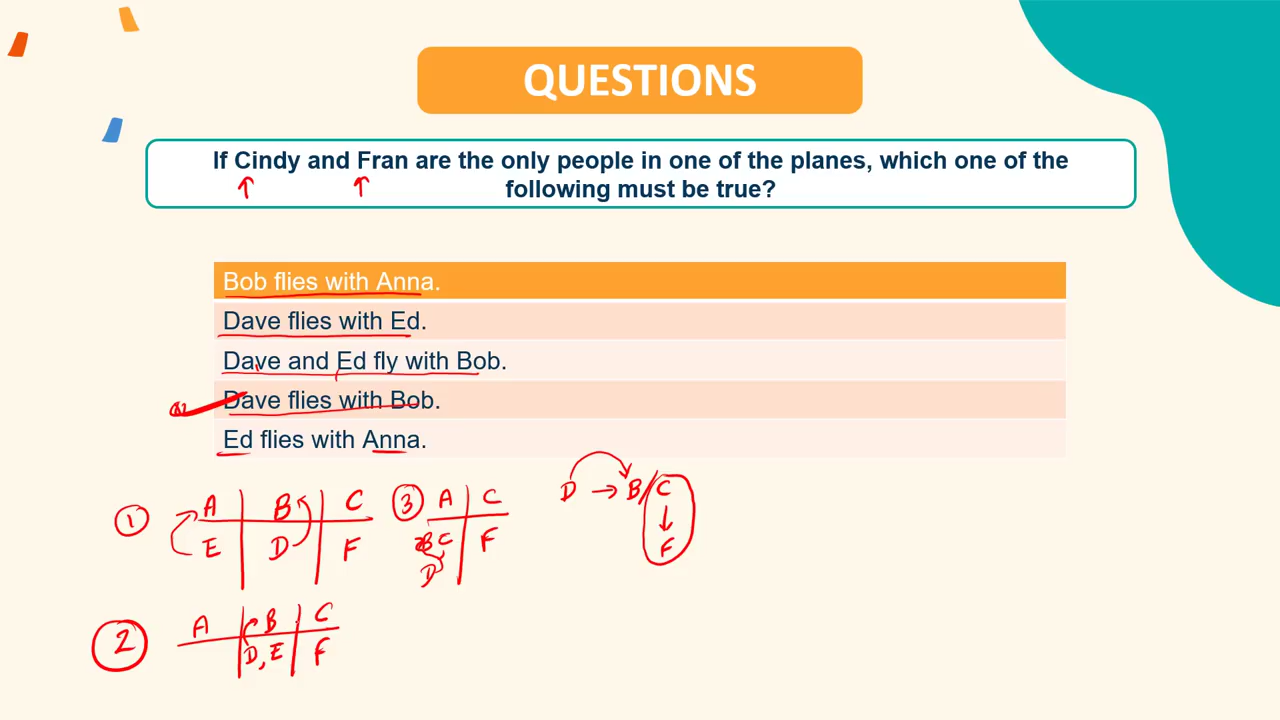 QUESTIONS
If Cindy and Fran are the only people in one of the planes, which one of the
following must be true?
Bob flies with Anna.
Dave flies with Ed.
Dave and Ed fly with Bob.
Dave flies with Bob.
Ed flies with Anna.
1 A B C
E D F
3 A C
B C F
D
D → B/C
↓
F
2 A B C
D, E F